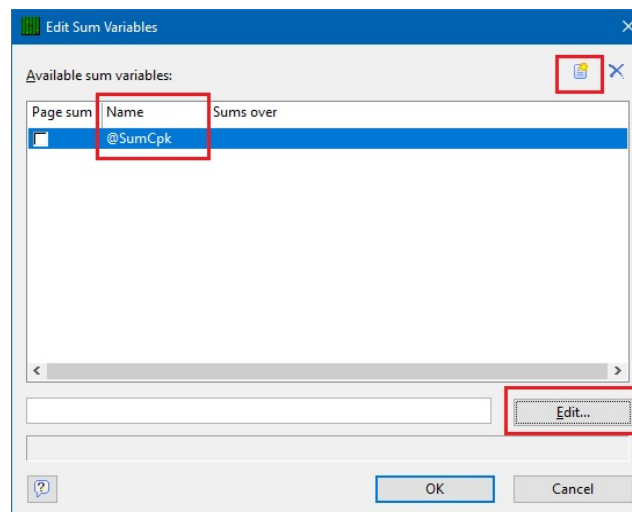 Edit Sum Variables
Available sum variables:
Page sum Name Sums over
@SumCpk
Edit...
OK Cancel